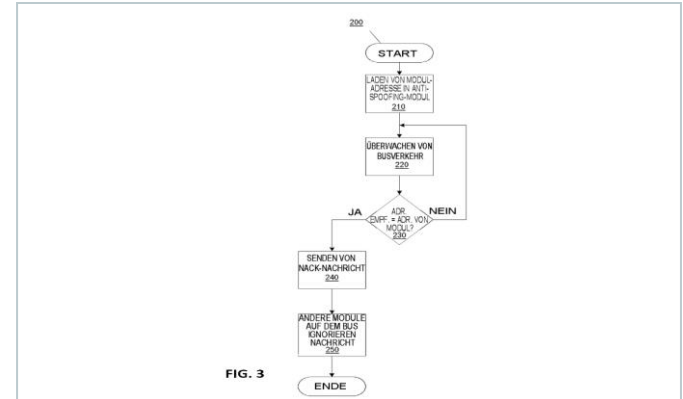 200
START
LADEN VON MODUL-
ADRESSE IN ANTI-
SPOOFING-MODUL
210
ÜBERWACHEN VON
BUSVERKEHR
220
JA
ADR.
EMPF. = ADR. VON
MODUL?
230
NEIN
SENDEN VON
NACK-NACHRICHT
240
ANDERE MODULE
AUF DEM BUS
IGNORIEREN
NACHRICHT
250
FIG. 3
ENDE